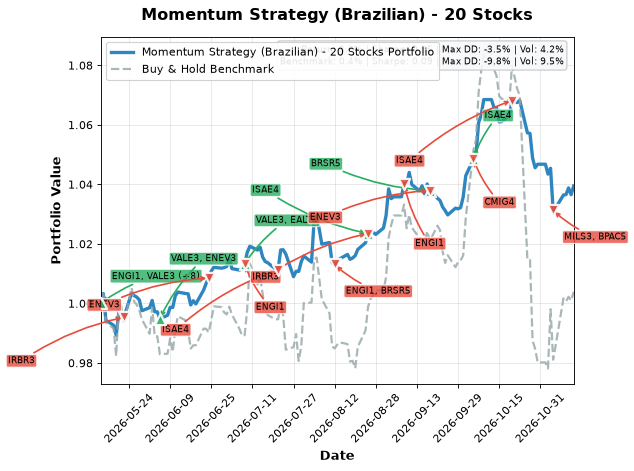 Momentum Strategy (Brazilian) - 20 Stocks
Momentum Strategy (Brazilian) - 20 Stocks Portfolio
Buy & Hold Benchmark
Max DD: -3.5% | Vol: 4.2%
Benchmark: 0.4% | Sharpe: 0.09 | Max DD: -9.8% | Vol: 9.5%
Portfolio Value
1.08
1.06
1.04
1.02
1.00
0.98
ISAE4
BRSR5
ISAE4
ISAE4
ENEV3
CMIG4
VALE3, EAL
MILS3, BPAC5
ENGI1
VALE3, ENEV3
ENGI1, VALE3 (+8)
IRBR3
ENGI1, BRSR5
ENEV3
ENGI1
ISAE4
IRBR3
2026-05-24
2026-06-09
2026-06-25
2026-07-11
2026-07-27
2026-08-12
2026-08-28
2026-09-13
2026-09-29
2026-10-15
2026-10-31
Date